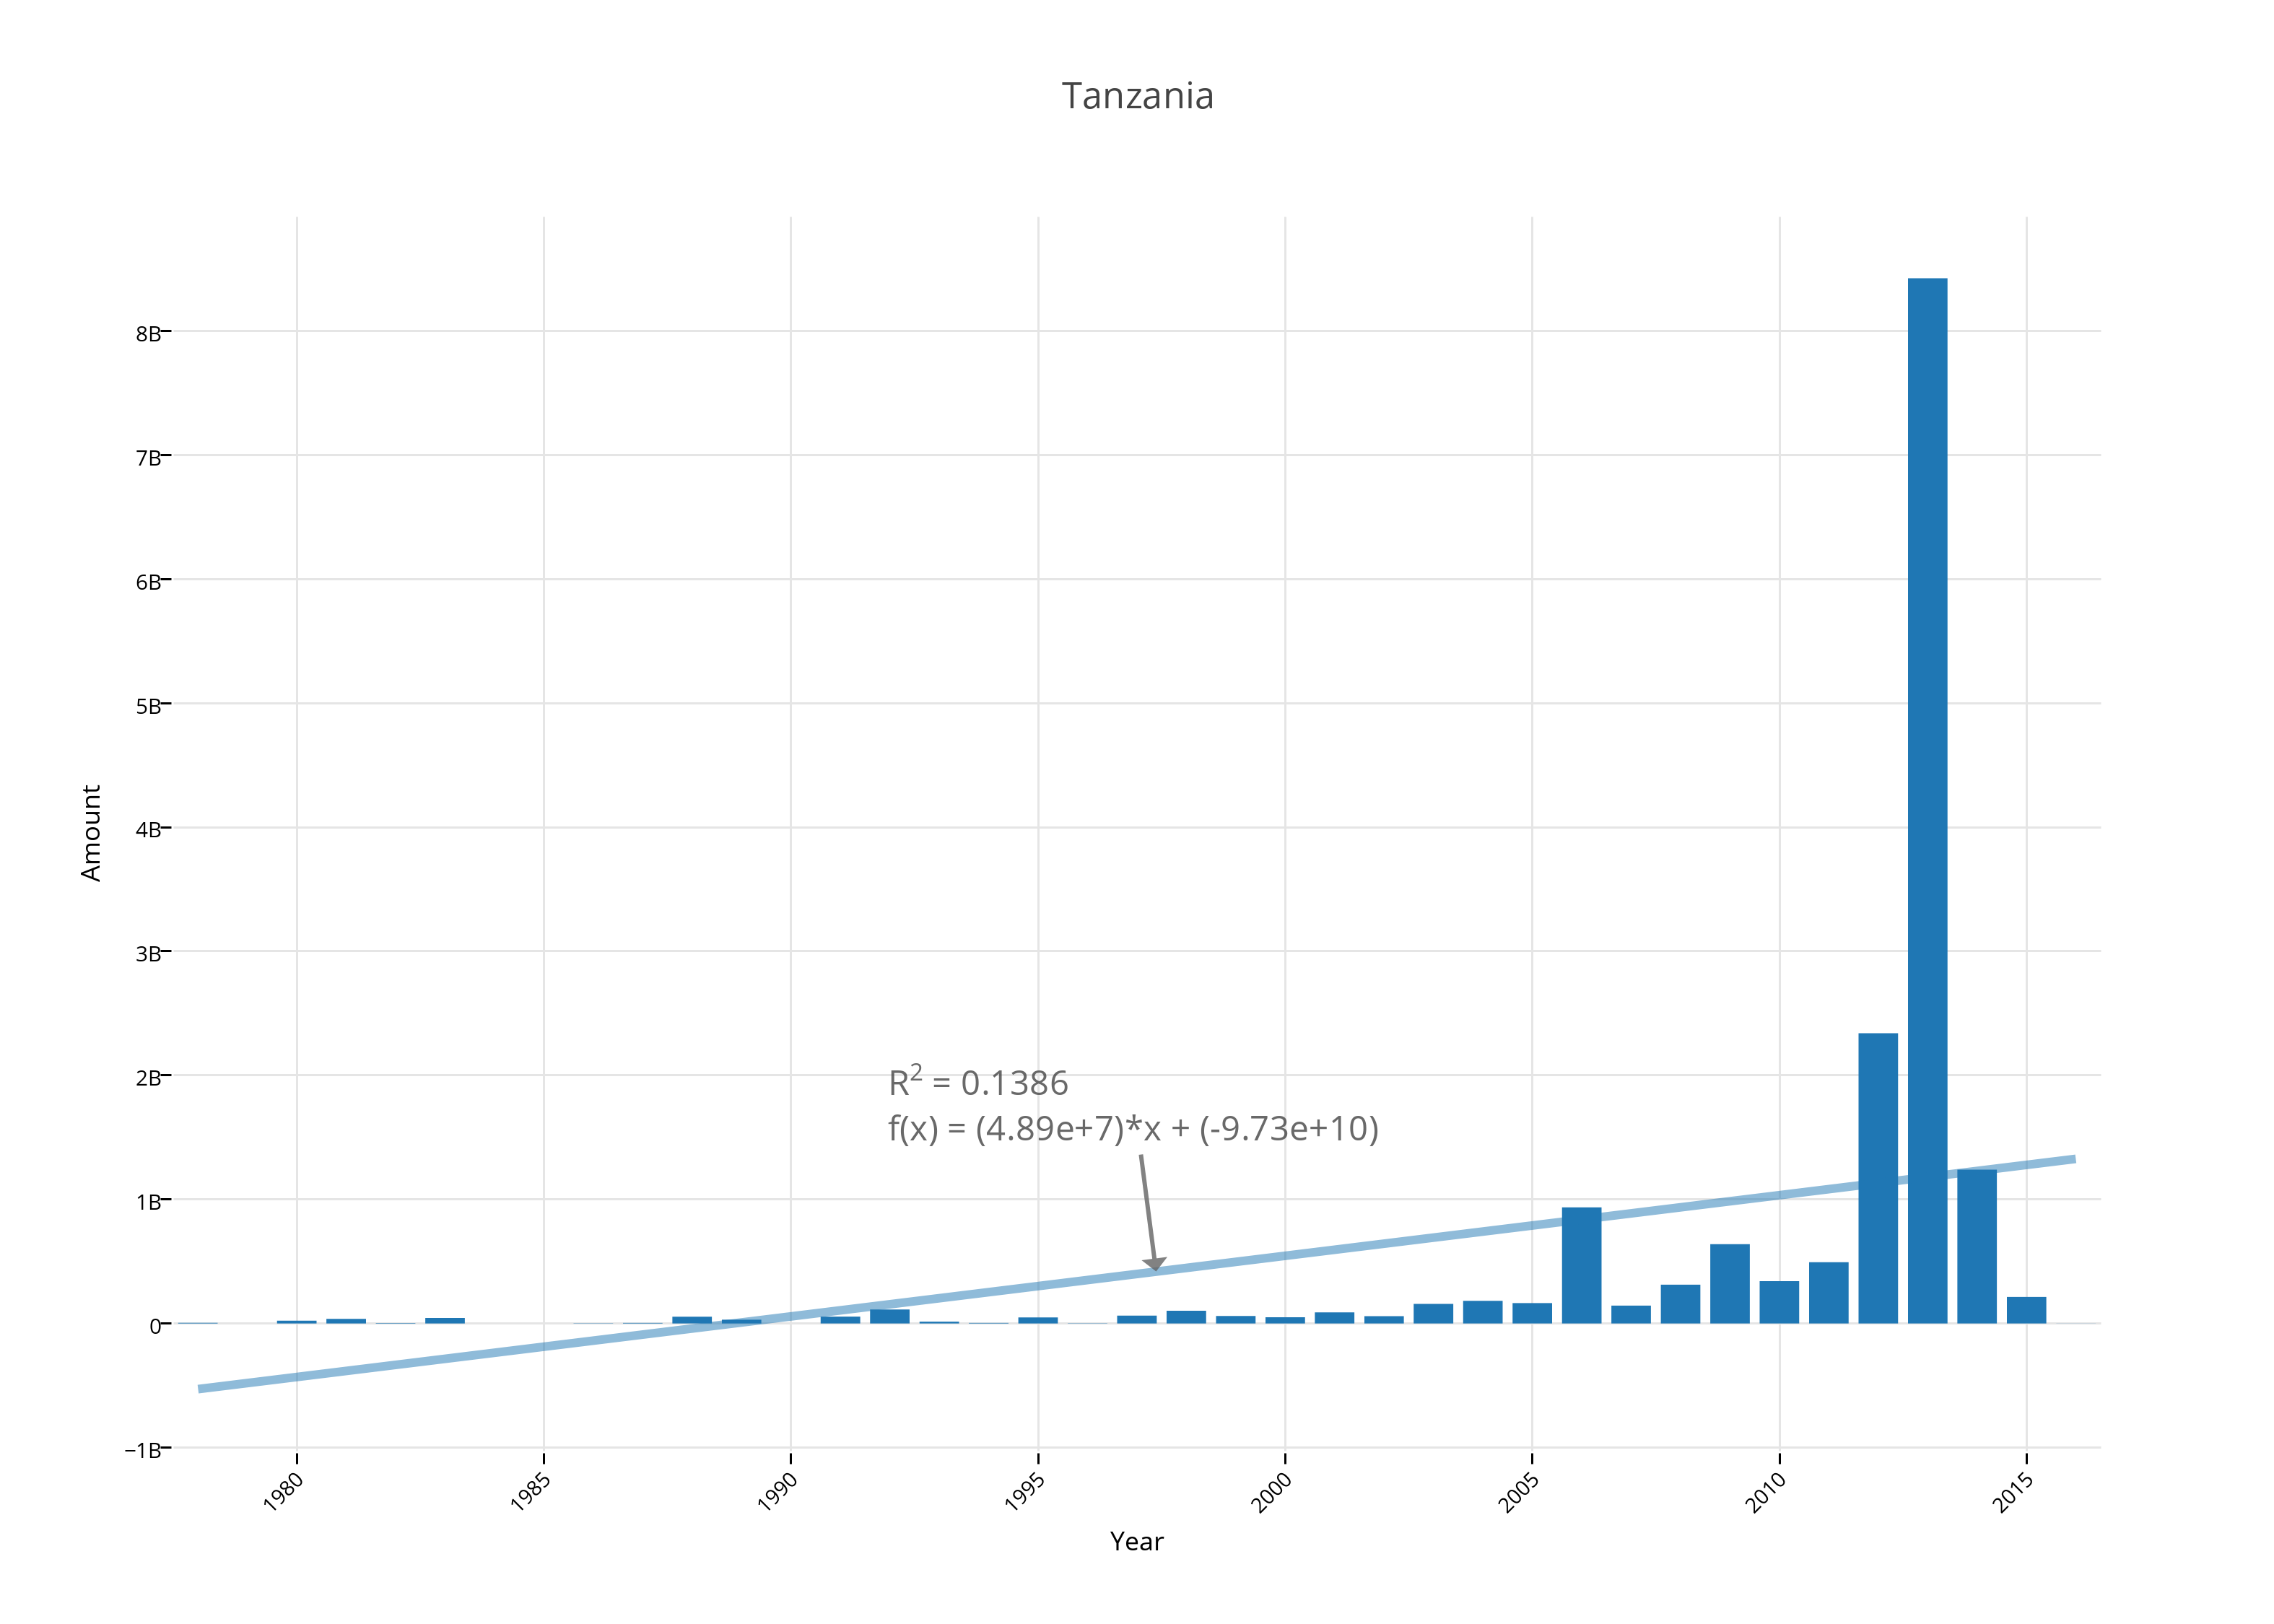 Tanzania
8B
7B
6B
5B
4B
3B
2B
1B
0
−1B
Amount
R² = 0.1386
f(x) = (4.89e+7)*x + (-9.73e+10)
1980
1985
1990
1995
2000
2005
2010
2015
Year